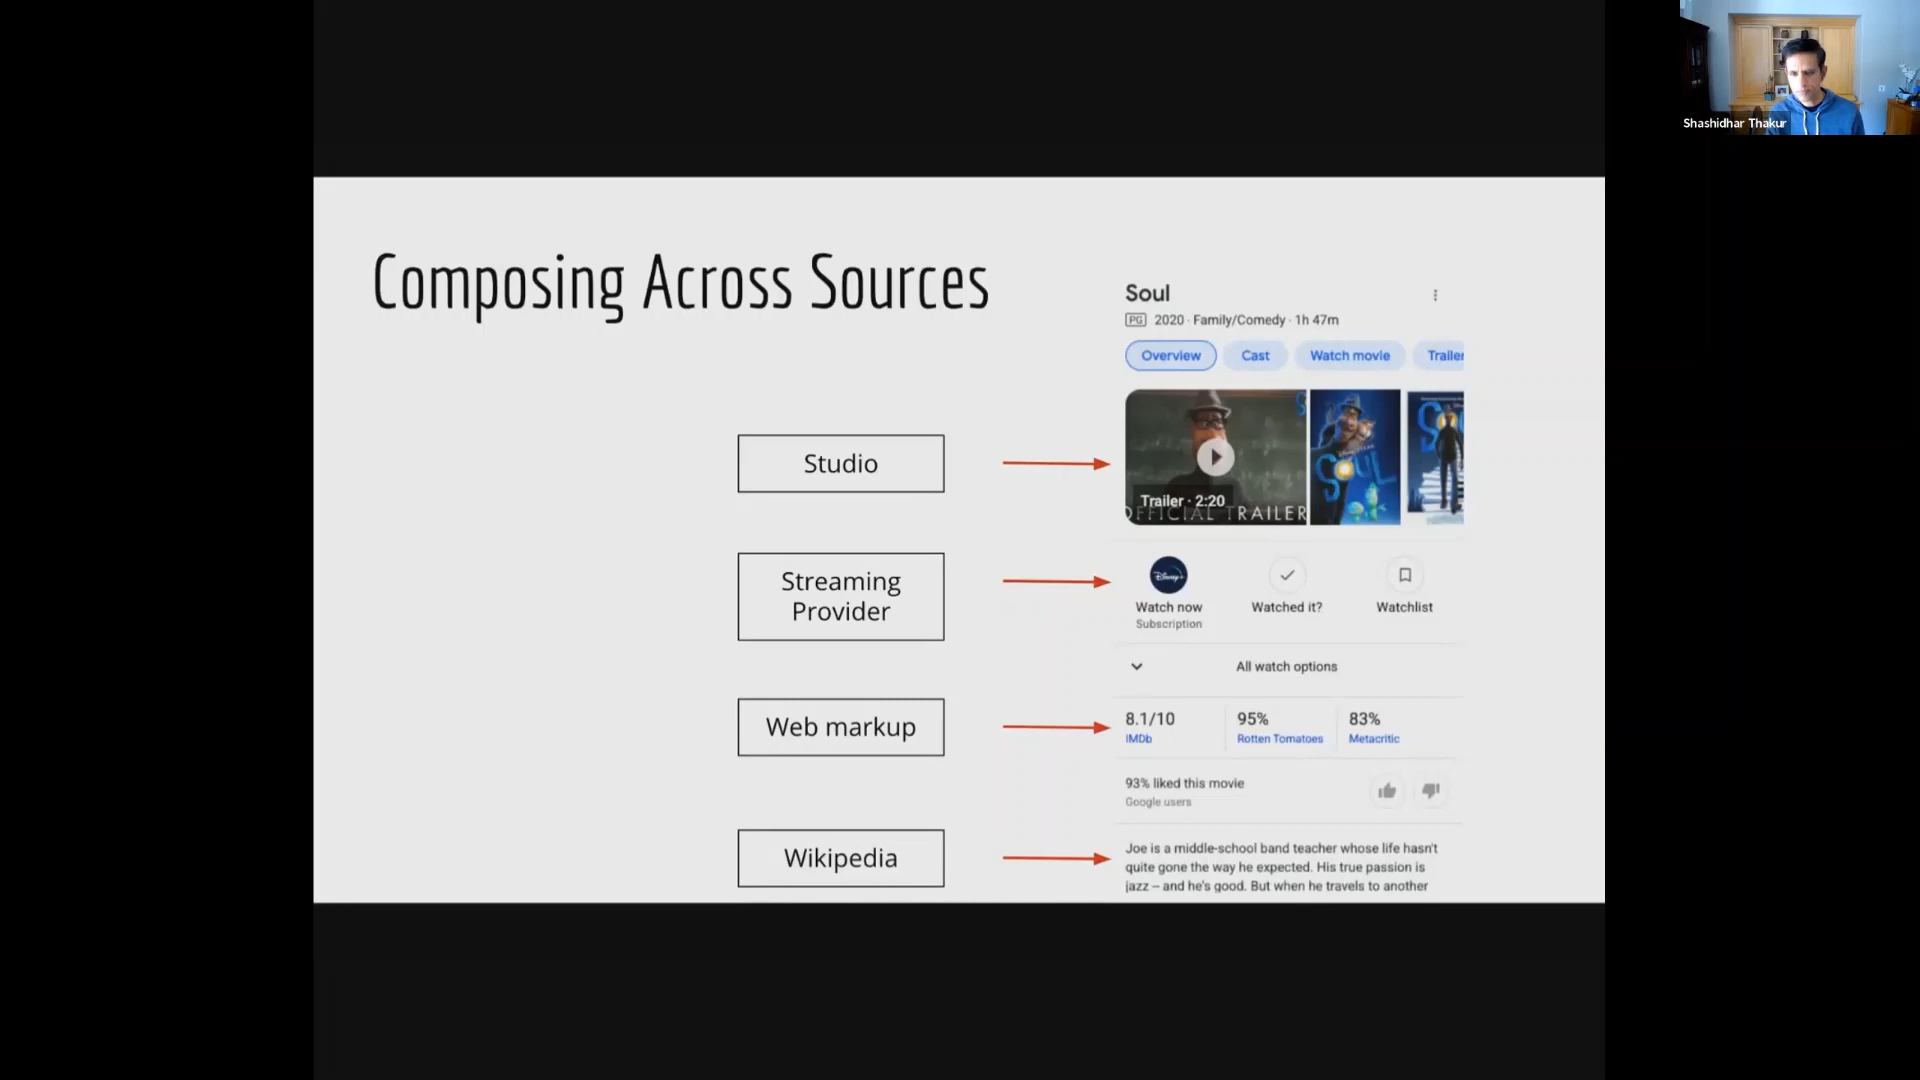 Shashidhar Thakur
Composing Across Sources
Studio
Streaming
Provider
Web markup
Wikipedia
Soul
PG 2020 · Family/Comedy · 1h 47m
Overview Cast Watch movie Trailer
Trailer · 2:20
OFFICIAL TRAILER
SOUL
Disney+
Watch now Watched it? Watchlist
Subscription
All watch options
8.1/10 95% 83%
IMDb Rotten Tomatoes Metacritic
93% liked this movie
Google users
Joe is a middle-school band teacher whose life hasn't
quite gone the way he expected. His true passion is
jazz – and he's good. But when he travels to another